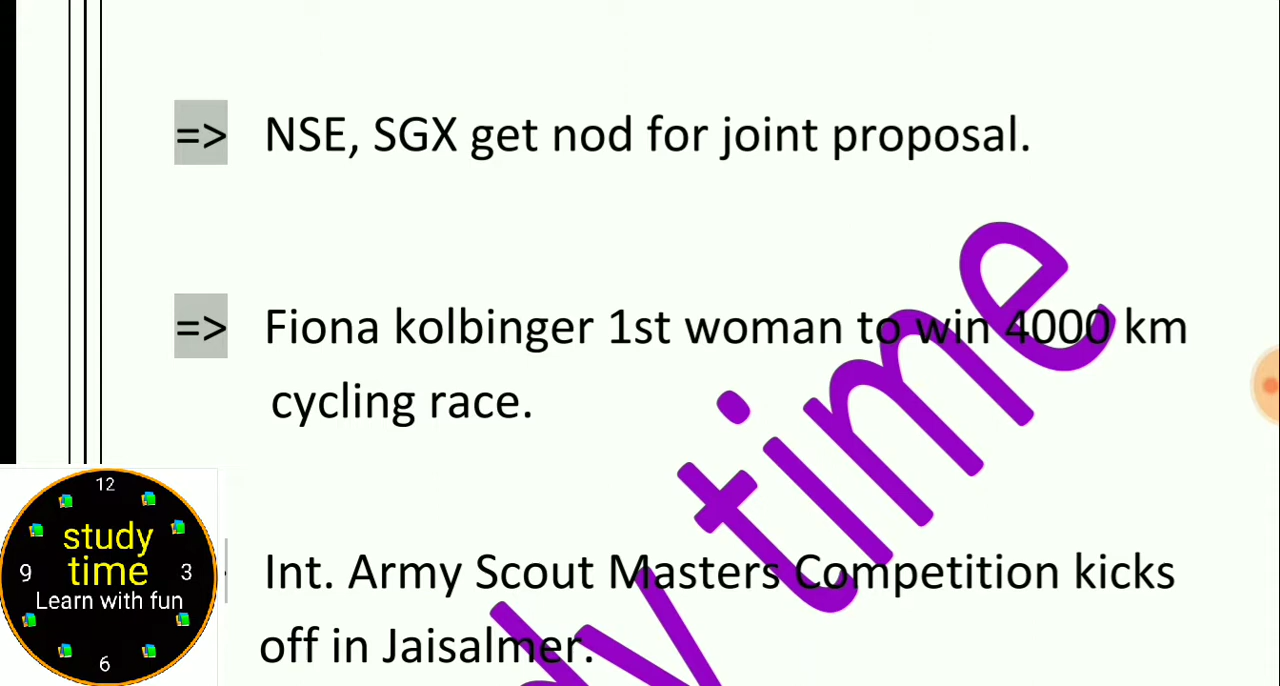 => NSE, SGX get nod for joint proposal.
=> Fiona kolbinger 1st woman to win 4000 km
cycling race.
Int. Army Scout Masters Competition kicks
off in Jaisalmer.
time
12
study
time
9
3
Learn with fun
6